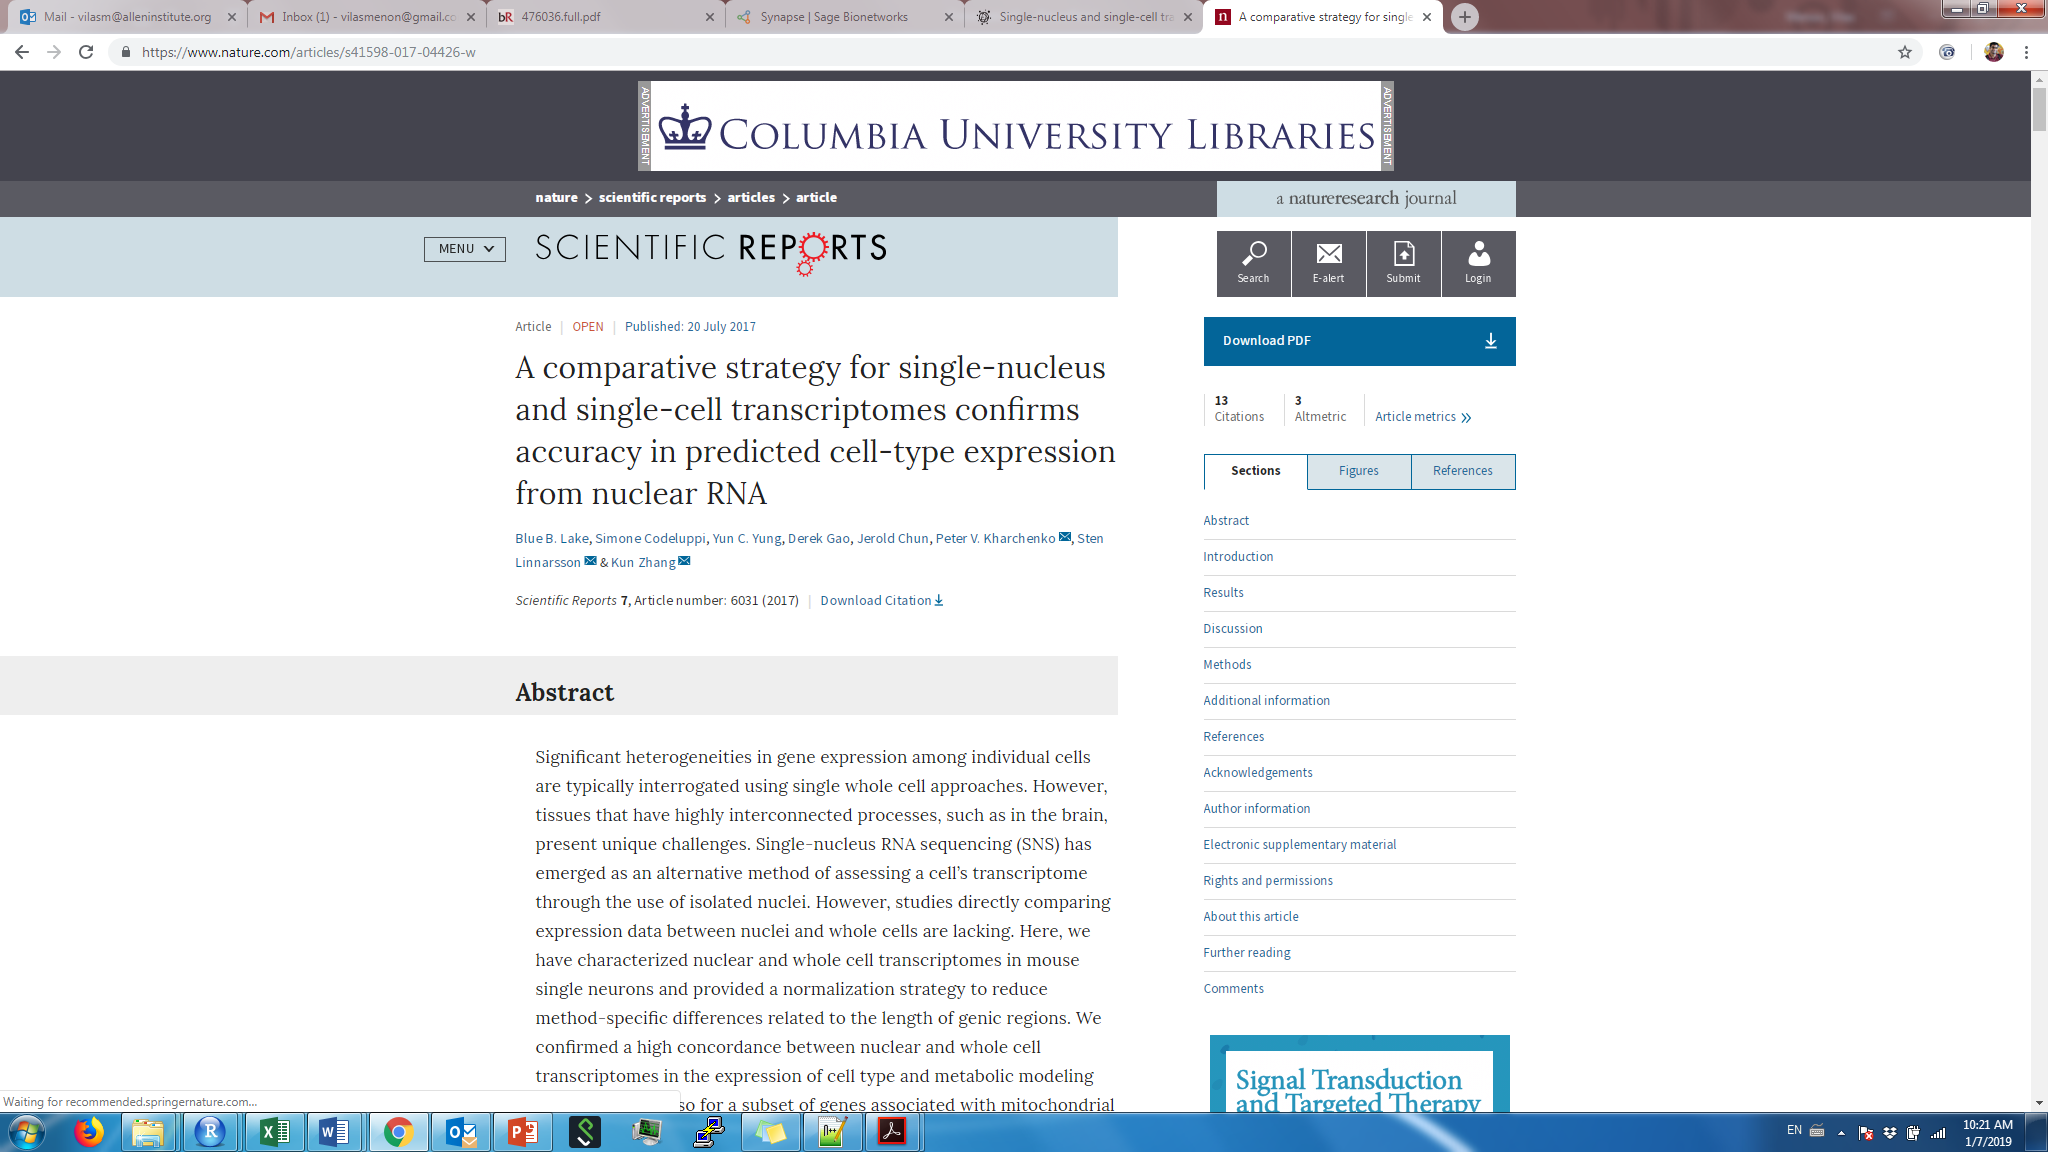 Mail - vilasm@alleninstitute.org
Inbox (1) - vilasmenon@gmail.co
476036.full.pdf
Synapse | Sage Bionetworks
Single-nucleus and single-cell tra
A comparative strategy for single
https://www.nature.com/articles/s41598-017-04426-w
ADVERTISEMENT
COLUMBIA UNIVERSITY LIBRARIES
ADVERTISEMENT
nature > scientific reports > articles > article
a natureresearch journal
MENU
SCIENTIFIC REPORTS
Search
E-alert
Submit
Login
Article | OPEN | Published: 20 July 2017
A comparative strategy for single-nucleus
and single-cell transcriptomes confirms
accuracy in predicted cell-type expression
from nuclear RNA
Blue B. Lake, Simone Codeluppi, Yun C. Yung, Derek Gao, Jerold Chun, Peter V. Kharchenko, Sten
Linnarsson & Kun Zhang
Scientific Reports 7, Article number: 6031 (2017) | Download Citation
Abstract
Significant heterogeneities in gene expression among individual cells
are typically interrogated using single whole cell approaches. However,
tissues that have highly interconnected processes, such as in the brain,
present unique challenges. Single-nucleus RNA sequencing (SNS) has
emerged as an alternative method of assessing a cell’s transcriptome
through the use of isolated nuclei. However, studies directly comparing
expression data between nuclei and whole cells are lacking. Here, we
have characterized nuclear and whole cell transcriptomes in mouse
single neurons and provided a normalization strategy to reduce
method-specific differences related to the length of genic regions. We
confirmed a high concordance between nuclear and whole cell
transcriptomes in the expression of cell type and metabolic modeling
so for a subset of genes associated with mitochondrial
Download PDF
13
Citations
3
Altmetric
Article metrics
Sections
Figures
References
Abstract
Introduction
Results
Discussion
Methods
Additional information
References
Acknowledgements
Author information
Electronic supplementary material
Rights and permissions
About this article
Further reading
Comments
Signal Transduction
and Targeted Therapy
Waiting for recommended.springernature.com...
EN
10:21 AM
1/7/2019